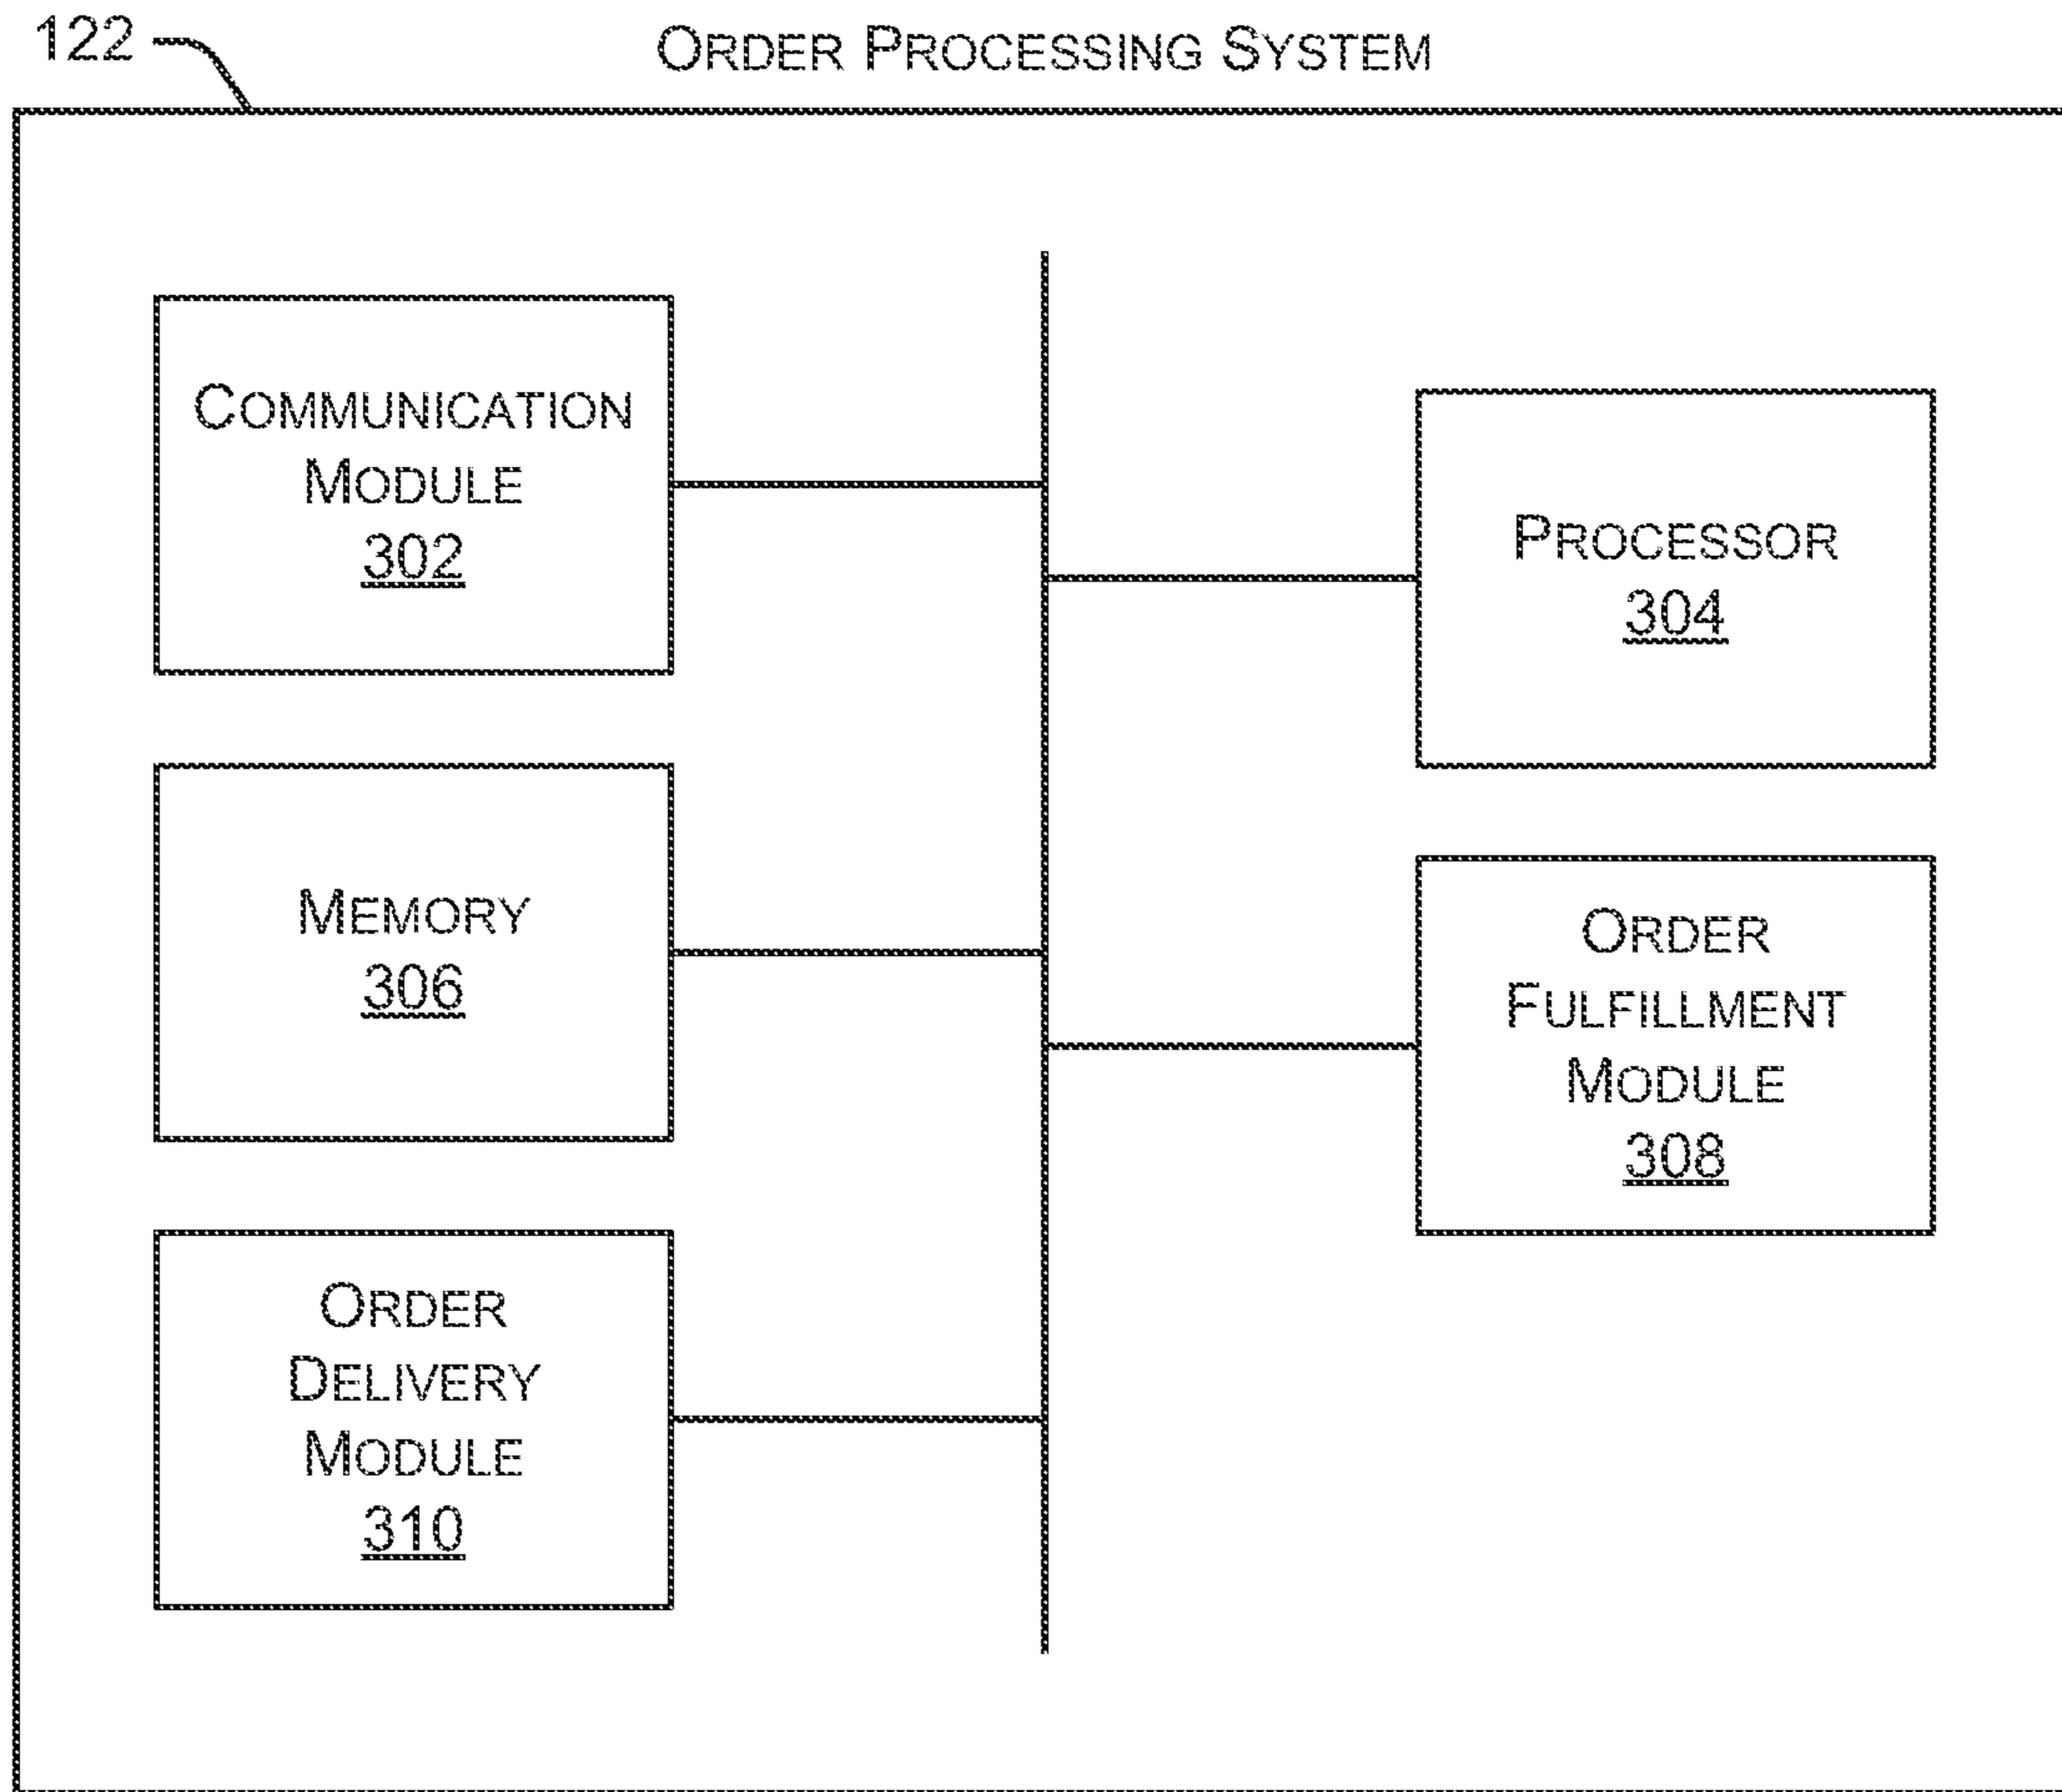 122
ORDER PROCESSING SYSTEM
COMMUNICATION
MODULE
302
PROCESSOR
304
MEMORY
306
ORDER
FULFILLMENT
MODULE
308
ORDER
DELIVERY
MODULE
310